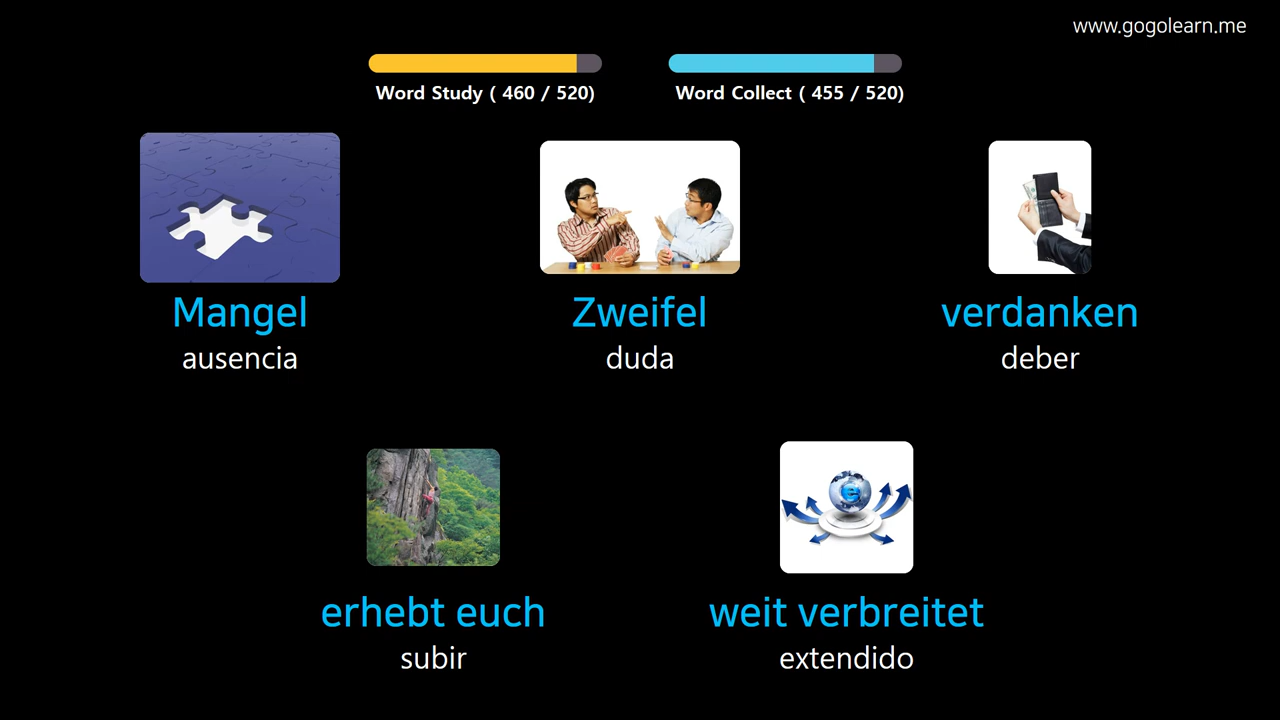 www.gogolearn.me
Word Study ( 460 / 520)
Word Collect ( 455 / 520)
Mangel
ausencia
Zweifel
duda
verdanken
deber
erhebt euch
subir
weit verbreitet
extendido